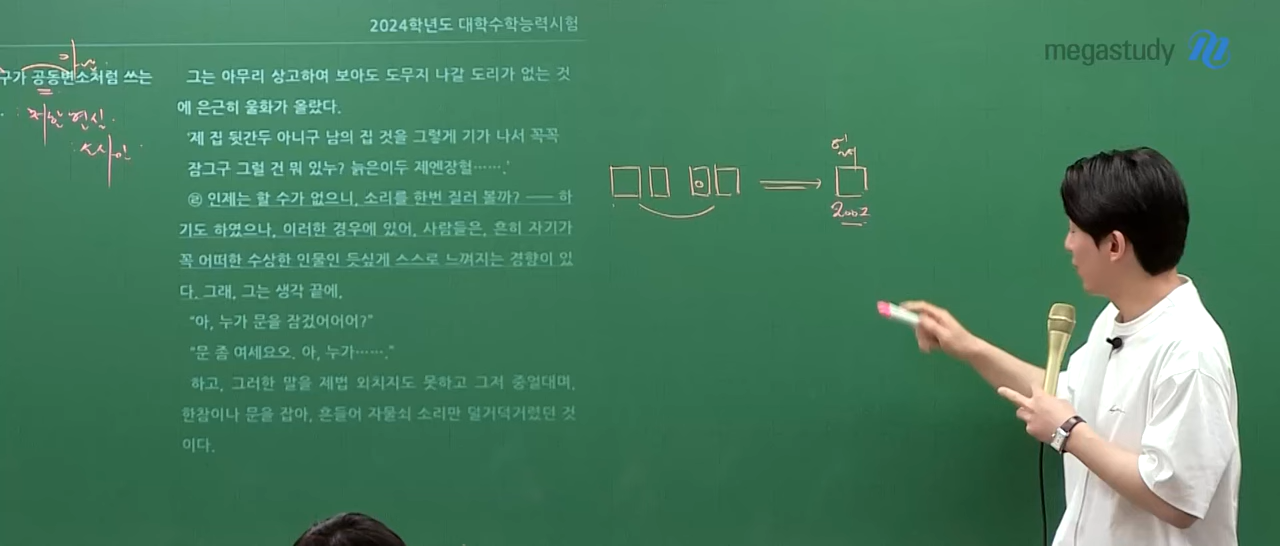 2024학년도 대학수학능력시험
megastudy
구가 공동변소처럼 쓰는
그는 아무리 상고하여 보아도 도무지 나갈 도리가 없는 것
에 은근히 울화가 올랐다.
'제 집 뒷간두 아니구 남의 집 것을 그렇게 기가 나서 꼭꼭
잠그구 그럴 건 뭐 있누? 늙은이두 제엔장헐……'
㉣ 인제는 할 수가 없으니, 소리를 한번 질러 볼까? ── 하
기도 하였으나, 이러한 경우에 있어, 사람들은, 흔히 자기가
꼭 어떠한 수상한 인물인 듯싶게 스스로 느껴지는 경향이 있
다. 그래, 그는 생각 끝에,
"아, 누가 문을 잠겄어어어?"
"문 좀 여세요오. 아, 누가……."
하고, 그러한 말을 제법 외치지도 못하고 그저 중얼대며,
한참이나 문을 잡아, 흔들어 자물쇠 소리만 덜거덕거렸던 것
이다.
2002